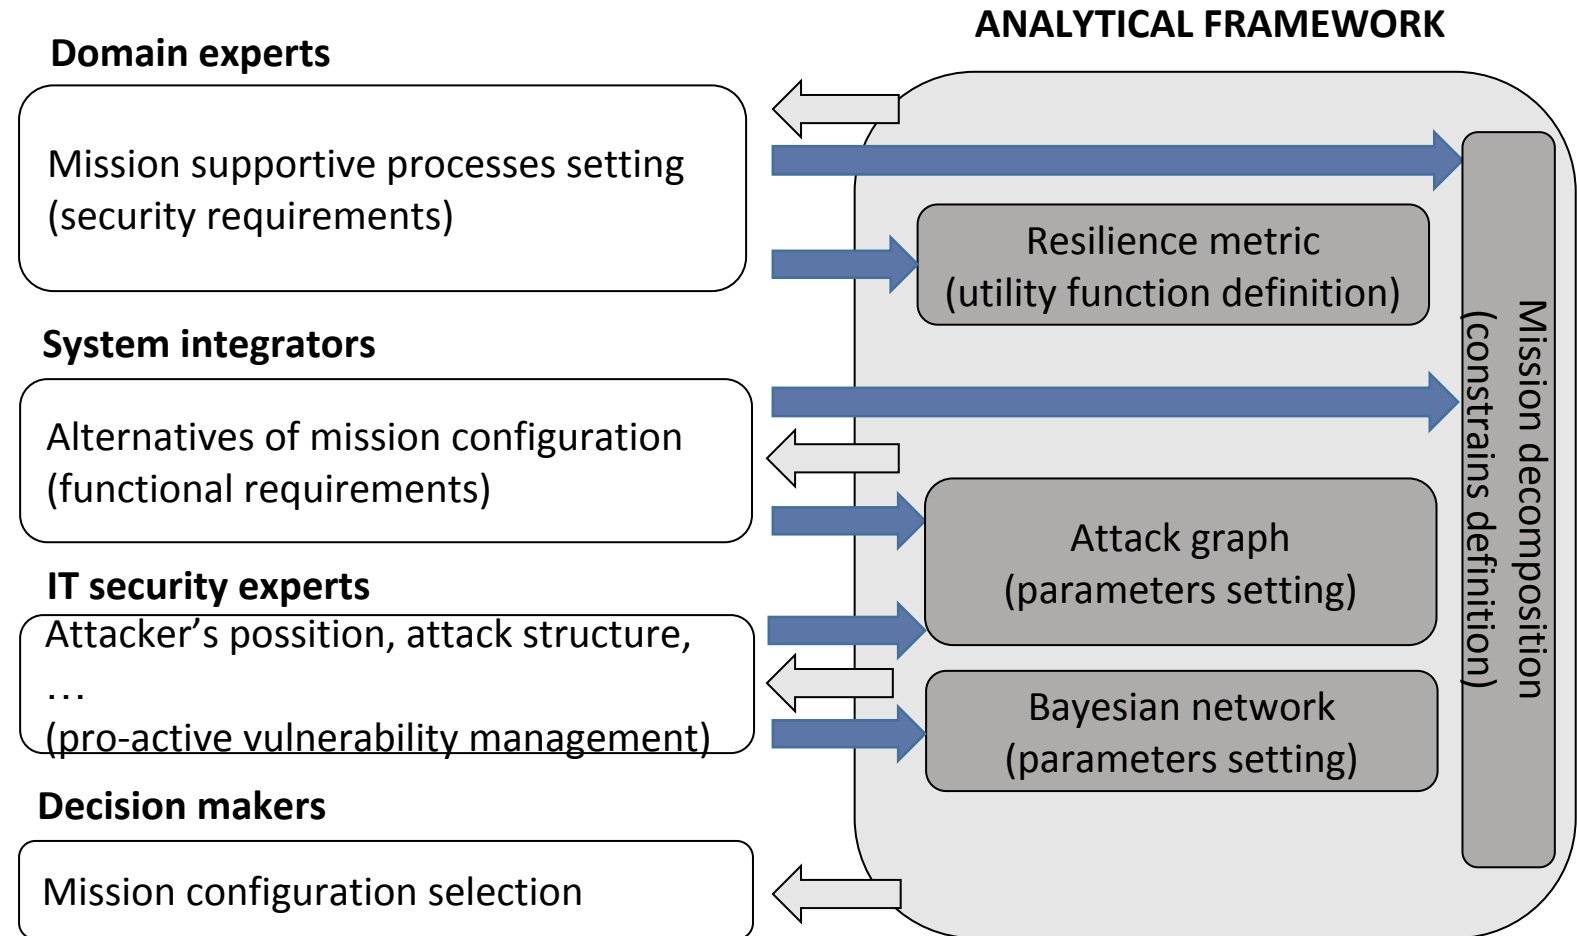 ANALYTICAL FRAMEWORK
Domain experts
Mission supportive processes setting
(security requirements)
Resilience metric
(utility function definition)
System integrators
Alternatives of mission configuration
(functional requirements)
Attack graph
(parameters setting)
IT security experts
Attacker’s possition, attack structure,
…
(pro-active vulnerability management)
Bayesian network
(parameters setting)
Decision makers
Mission configuration selection
Mission decomposition
(constrains definition)